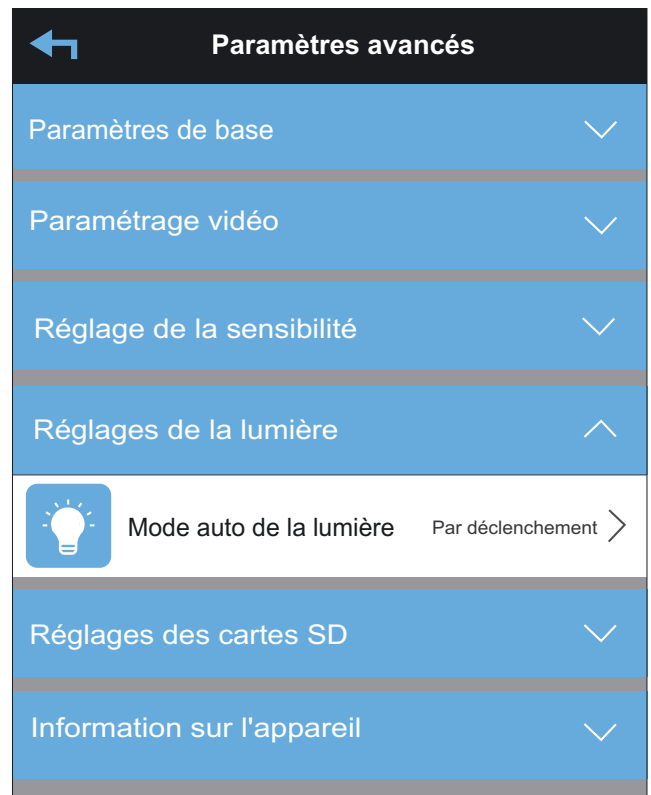 Paramètres avancés
Paramètres de base
Paramétrage vidéo
Réglage de la sensibilité
Réglages de la lumière
Mode auto de la lumière Par déclenchement
Réglages des cartes SD
Information sur l'appareil